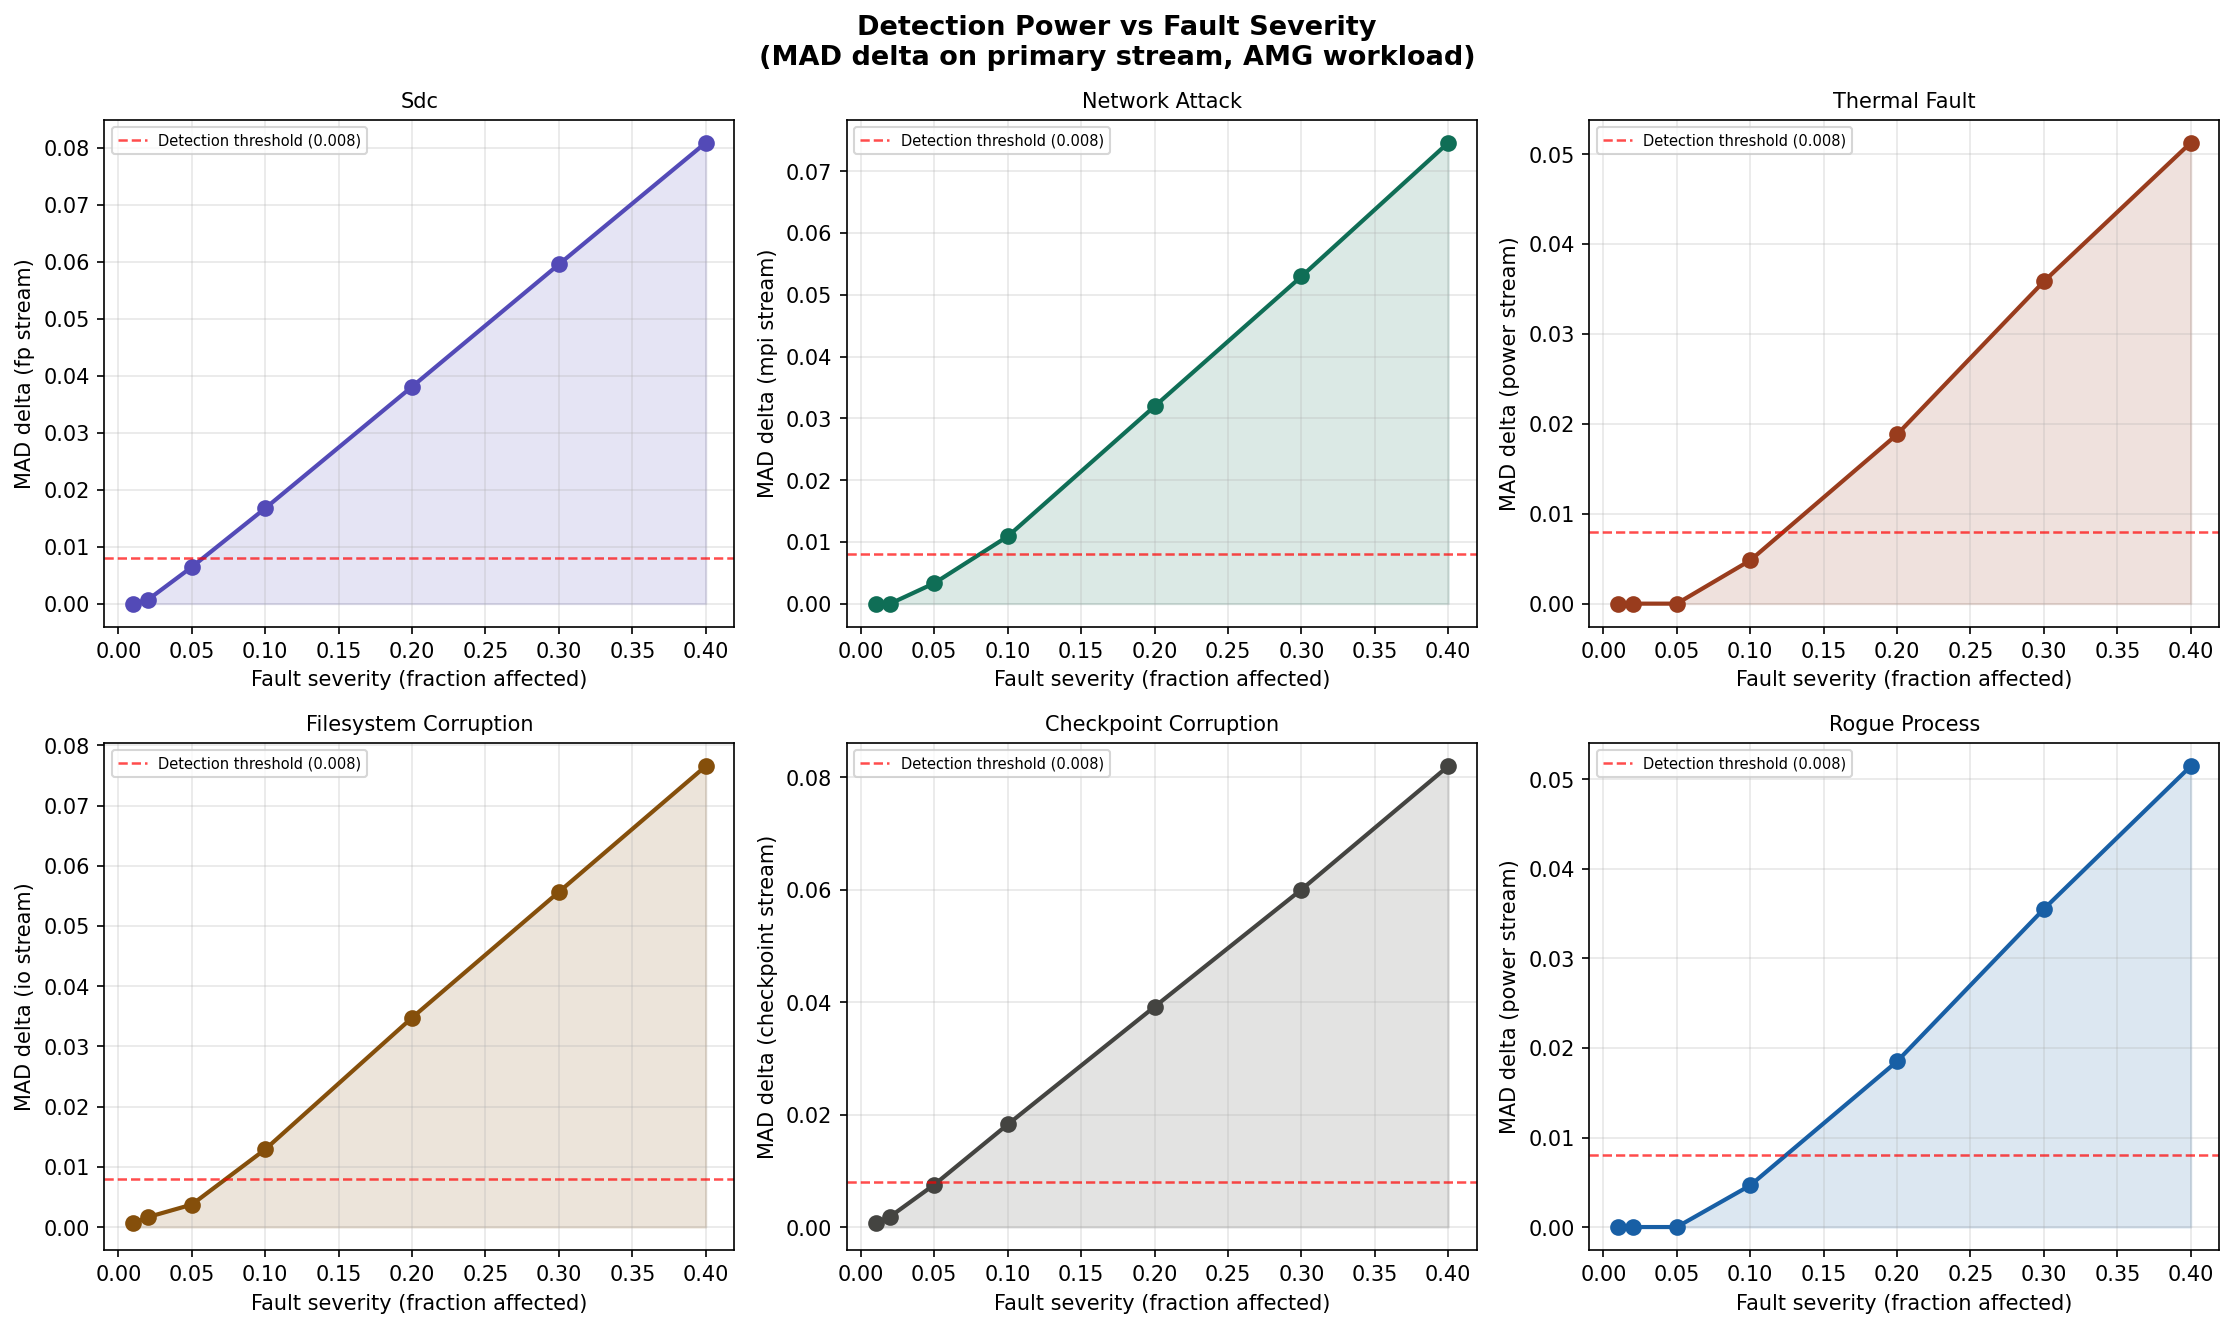 Detection Power vs Fault Severity
(MAD delta on primary stream, AMG workload)
Sdc
Detection threshold (0.008)
MAD delta (fp stream)
0.08
0.07
0.06
0.05
0.04
0.03
0.02
0.01
0.00
0.00 0.05 0.10 0.15 0.20 0.25 0.30 0.35 0.40
Fault severity (fraction affected)
Network Attack
Detection threshold (0.008)
MAD delta (mpi stream)
0.07
0.06
0.05
0.04
0.03
0.02
0.01
0.00
0.00 0.05 0.10 0.15 0.20 0.25 0.30 0.35 0.40
Fault severity (fraction affected)
Thermal Fault
Detection threshold (0.008)
MAD delta (power stream)
0.05
0.04
0.03
0.02
0.01
0.00
0.00 0.05 0.10 0.15 0.20 0.25 0.30 0.35 0.40
Fault severity (fraction affected)
Filesystem Corruption
Detection threshold (0.008)
MAD delta (io stream)
0.08
0.07
0.06
0.05
0.04
0.03
0.02
0.01
0.00
0.00 0.05 0.10 0.15 0.20 0.25 0.30 0.35 0.40
Fault severity (fraction affected)
Checkpoint Corruption
Detection threshold (0.008)
MAD delta (checkpoint stream)
0.08
0.06
0.04
0.02
0.00
0.00 0.05 0.10 0.15 0.20 0.25 0.30 0.35 0.40
Fault severity (fraction affected)
Rogue Process
Detection threshold (0.008)
MAD delta (power stream)
0.05
0.04
0.03
0.02
0.01
0.00
0.00 0.05 0.10 0.15 0.20 0.25 0.30 0.35 0.40
Fault severity (fraction affected)